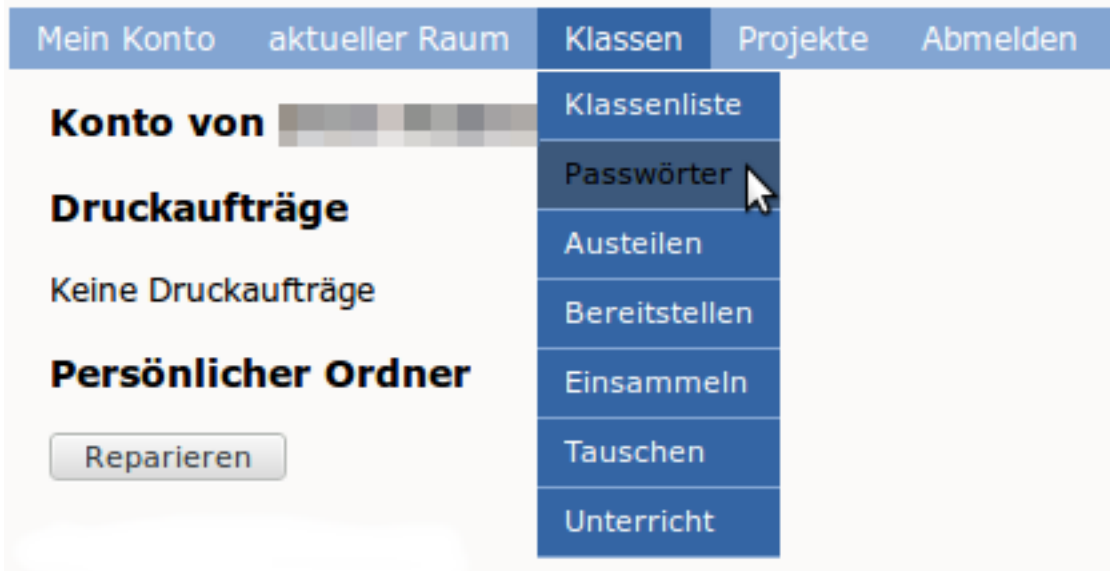 Mein Konto aktueller Raum Klassen Projekte Abmelden
Klassenliste
Passwörter
Austeilen
Bereitstellen
Einsammeln
Tauschen
Unterricht
Konto von
Druckaufträge
Keine Druckaufträge
Persönlicher Ordner
Reparieren